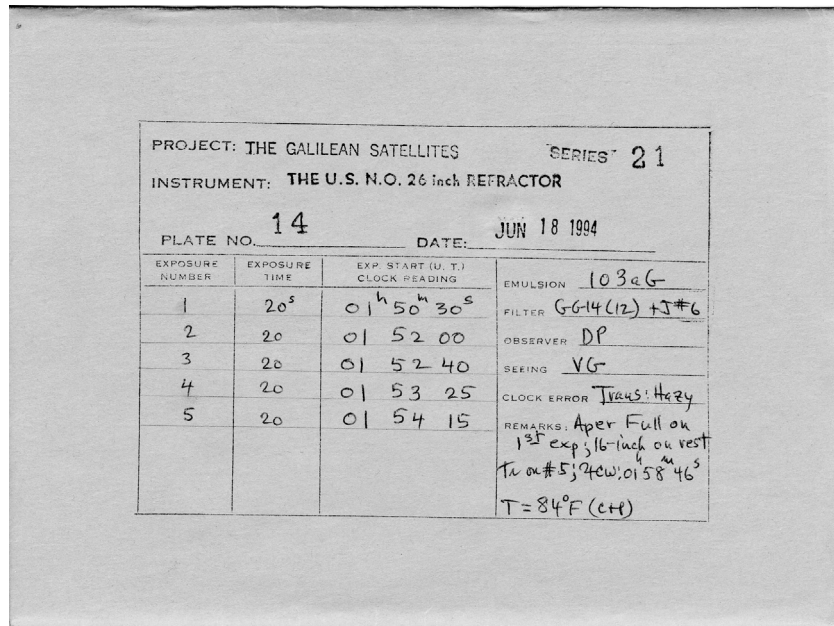 PROJECT: THE GALILEAN SATELLITES "SERIES" 21
INSTRUMENT: THE U.S. N.O. 26 inch REFRACTOR
PLATE NO. 14 DATE: JUN 18 1994
EXPOSURE NUMBER EXPOSURE TIME EXP. START (U. T.) CLOCK READING
1 20s 01h 50m 30s
2 20 01 52 00
3 20 01 52 40
4 20 01 53 25
5 20 01 54 15
EMULSION 103aG
FILTER GG14(12) + J#6
OBSERVER DP
SEEING VG
CLOCK ERROR Trans: Hazy
REMARKS: Aper Full on
1st exp; 16-inch on rest
Tr on #5; 01h 58m 46s
T = 84°F